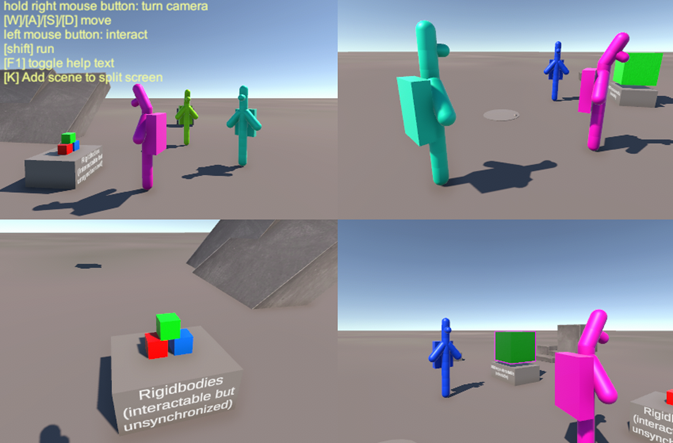 hold right mouse button: turn camera
[W]/[A]/[S]/[D] move
left mouse button: interact
[shift] run
[F1] toggle help text
[K] Add scene to split screen
Rigidbodies
(interactable but
unsynchronized)